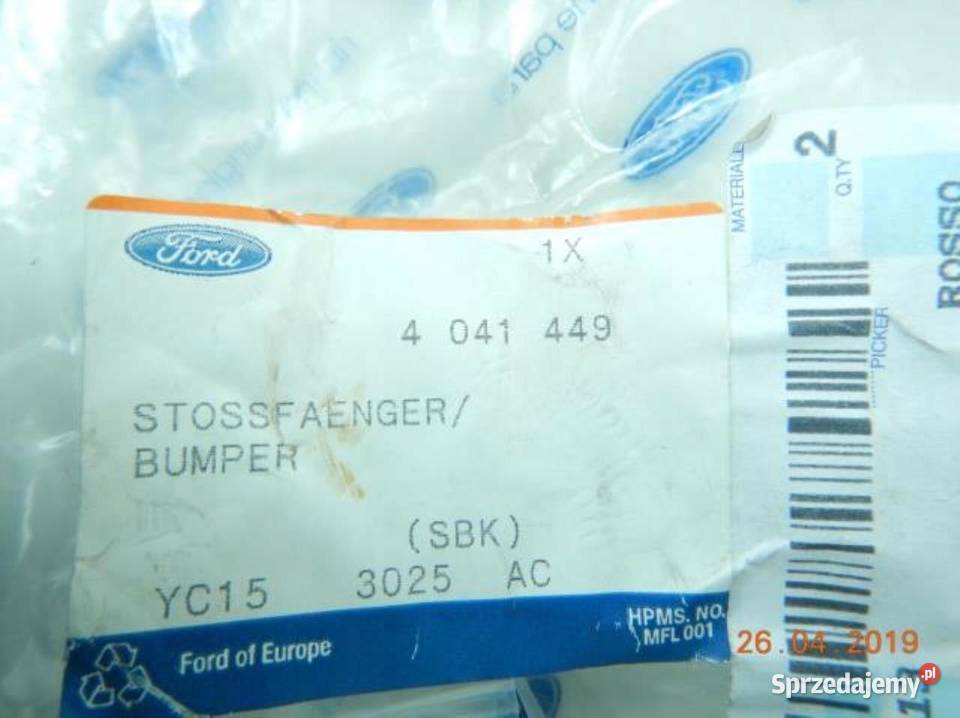 Ford
1X
4 041 449
STOSSFAENGER/
BUMPER
(SBK)
YC15 3025 AC
Ford of Europe
HPMS. NO.
MFL 001
MATERIALE
2
Q.TY
PICKER
ROSSO
Ford
26.04.2019
Sprzedajemy.pl